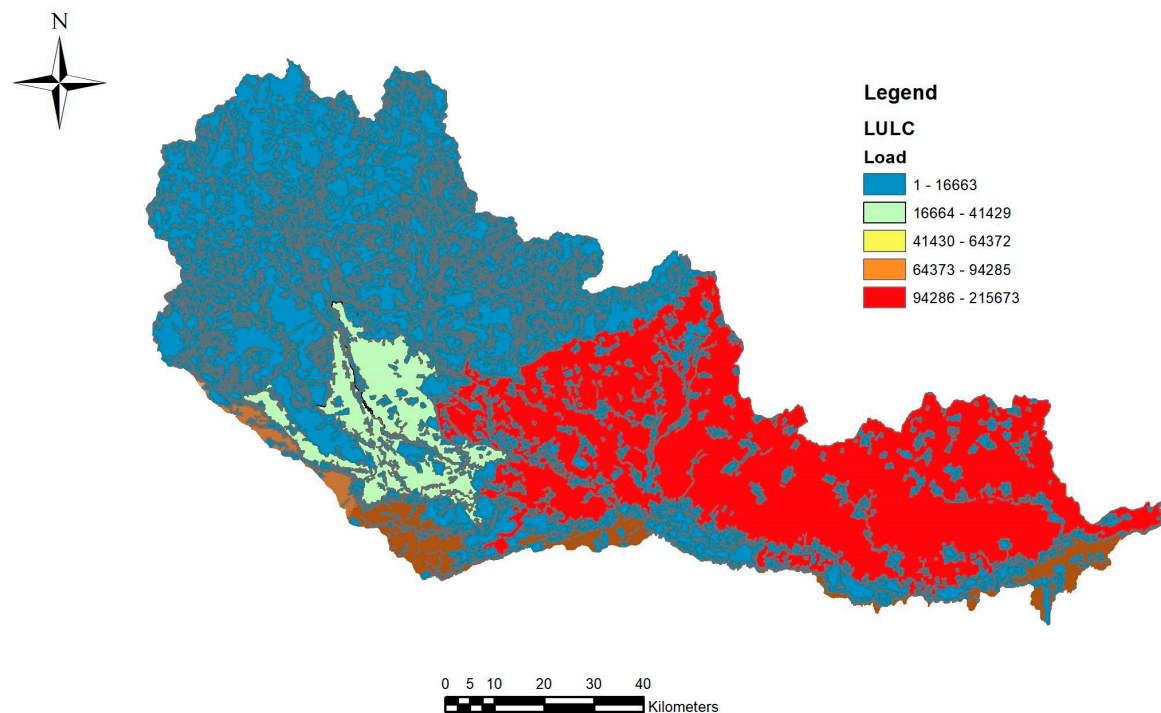 N
Legend
LULC
Load
1 - 16663
16664 - 41429
41430 - 64372
64373 - 94285
94286 - 215673
0 5 10 20 30 40
Kilometers